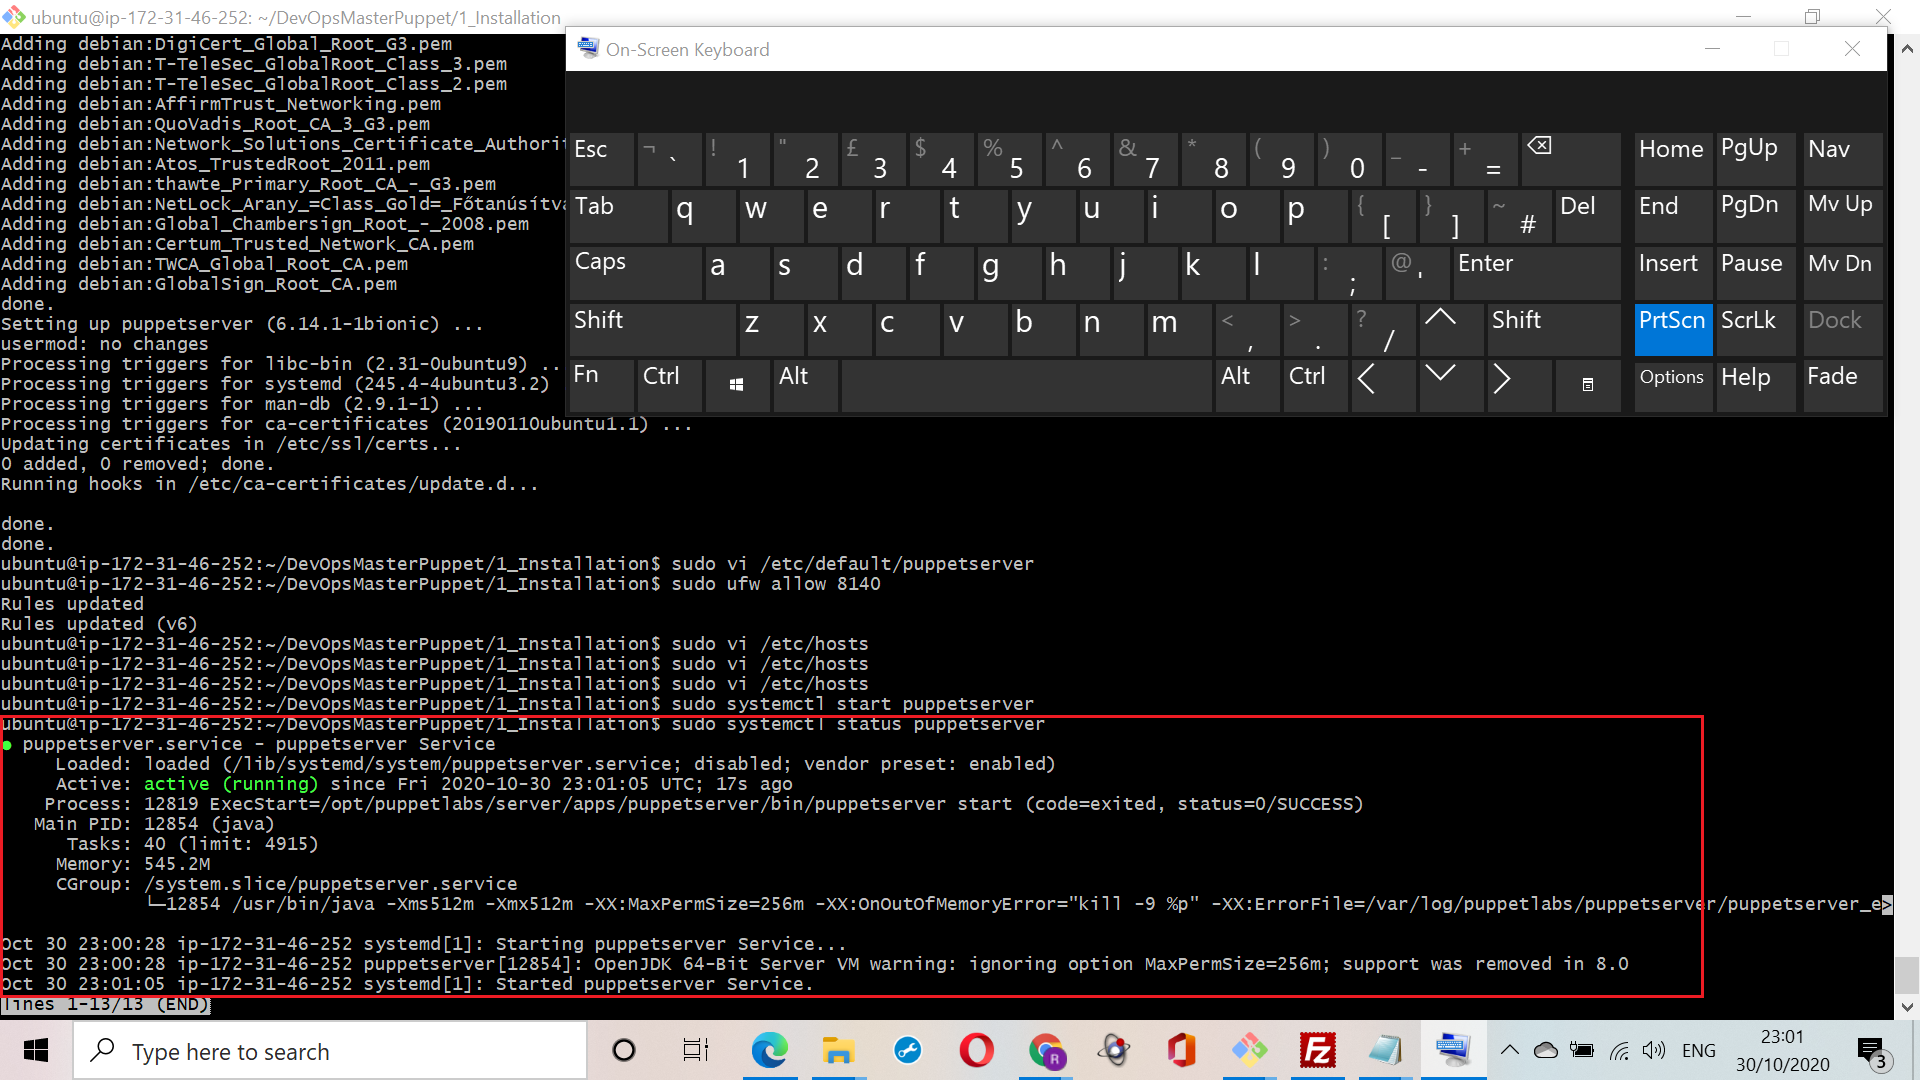 ubuntu@ip-172-31-46-252: ~/DevOpsMasterPuppet/1_Installation
Adding debian:DigiCert_Global_Root_G3.pem
Adding debian:T-TeleSec_GlobalRoot_Class_3.pem
Adding debian:T-TeleSec_GlobalRoot_Class_2.pem
Adding debian:AffirmTrust_Networking.pem
Adding debian:QuoVadis_Root_CA_3_G3.pem
Adding debian:Network_Solutions_Certificate_Authori
Adding debian:Atos_TrustedRoot_2011.pem
Adding debian:thawte_Primary_Root_CA_-_G3.pem
Adding debian:NetLock_Arany_=Class_Gold=_Főtanúsítv
Adding debian:Global_Chambersign_Root_-_2008.pem
Adding debian:Certum_Trusted_Network_CA.pem
Adding debian:TWCA_Global_Root_CA.pem
Adding debian:GlobalSign_Root_CA.pem
done.
Setting up puppetserver (6.14.1-1bionic) ...
usermod: no changes
Processing triggers for libc-bin (2.31-0ubuntu9) ..
Processing triggers for systemd (245.4-4ubuntu3.2)
Processing triggers for man-db (2.9.1-1) ...
Processing triggers for ca-certificates (20190110ubuntu1.1) ...
Updating certificates in /etc/ssl/certs...
0 added, 0 removed; done.
Running hooks in /etc/ca-certificates/update.d...
done.
done.
ubuntu@ip-172-31-46-252:~/DevOpsMasterPuppet/1_Installation$ sudo vi /etc/default/puppetserver
ubuntu@ip-172-31-46-252:~/DevOpsMasterPuppet/1_Installation$ sudo ufw allow 8140
Rules updated
Rules updated (v6)
ubuntu@ip-172-31-46-252:~/DevOpsMasterPuppet/1_Installation$ sudo vi /etc/hosts
ubuntu@ip-172-31-46-252:~/DevOpsMasterPuppet/1_Installation$ sudo vi /etc/hosts
ubuntu@ip-172-31-46-252:~/DevOpsMasterPuppet/1_Installation$ sudo vi /etc/hosts
ubuntu@ip-172-31-46-252:~/DevOpsMasterPuppet/1_Installation$ sudo systemctl start puppetserver
ubuntu@ip-172-31-46-252:~/DevOpsMasterPuppet/1_Installation$ sudo systemctl status puppetserver
● puppetserver.service - puppetserver Service
Loaded: loaded (/lib/systemd/system/puppetserver.service; disabled; vendor preset: enabled)
Active: active (running) since Fri 2020-10-30 23:01:05 UTC; 17s ago
Process: 12819 ExecStart=/opt/puppetlabs/server/apps/puppetserver/bin/puppetserver start (code=exited, status=0/SUCCESS)
Main PID: 12854 (java)
Tasks: 40 (limit: 4915)
Memory: 545.2M
CGroup: /system.slice/puppetserver.service
└─12854 /usr/bin/java -Xms512m -Xmx512m -XX:MaxPermSize=256m -XX:OnOutOfMemoryError="kill -9 %p" -XX:ErrorFile=/var/log/puppetlabs/puppetserver/puppetserver_e>
Oct 30 23:00:28 ip-172-31-46-252 systemd[1]: Starting puppetserver Service...
Oct 30 23:00:28 ip-172-31-46-252 puppetserver[12854]: OpenJDK 64-Bit Server VM warning: ignoring option MaxPermSize=256m; support was removed in 8.0
Oct 30 23:01:05 ip-172-31-46-252 systemd[1]: Started puppetserver Service.
lines 1-13/13 (END)
On-Screen Keyboard
Esc ¬ ` ! 1 " 2 £ 3 $ 4 % 5 ^ 6 & 7 * 8 ( 9 ) 0 _ - + = Home PgUp Nav
Tab q w e r t y u i o p { [ } ] ~ # Del End PgDn Mv Up
Caps a s d f g h j k l : ; @ ' Enter Insert Pause Mv Dn
Shift z x c v b n m < , > . ? / Shift PrtScn ScrLk Dock
Fn Ctrl Alt Alt Ctrl Options Help Fade
Type here to search
R
Fz
ENG
23:01
30/10/2020
3